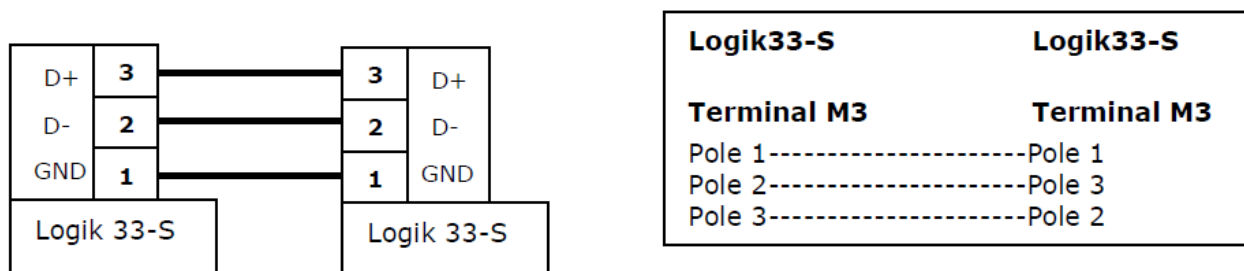 D+ 3 3 D+
D- 2 2 D-
GND 1 1 GND
Logik 33-S Logik 33-S
Logik33-S Logik33-S
Terminal M3 Terminal M3
Pole 1----------------------Pole 1
Pole 2----------------------Pole 3
Pole 3----------------------Pole 2